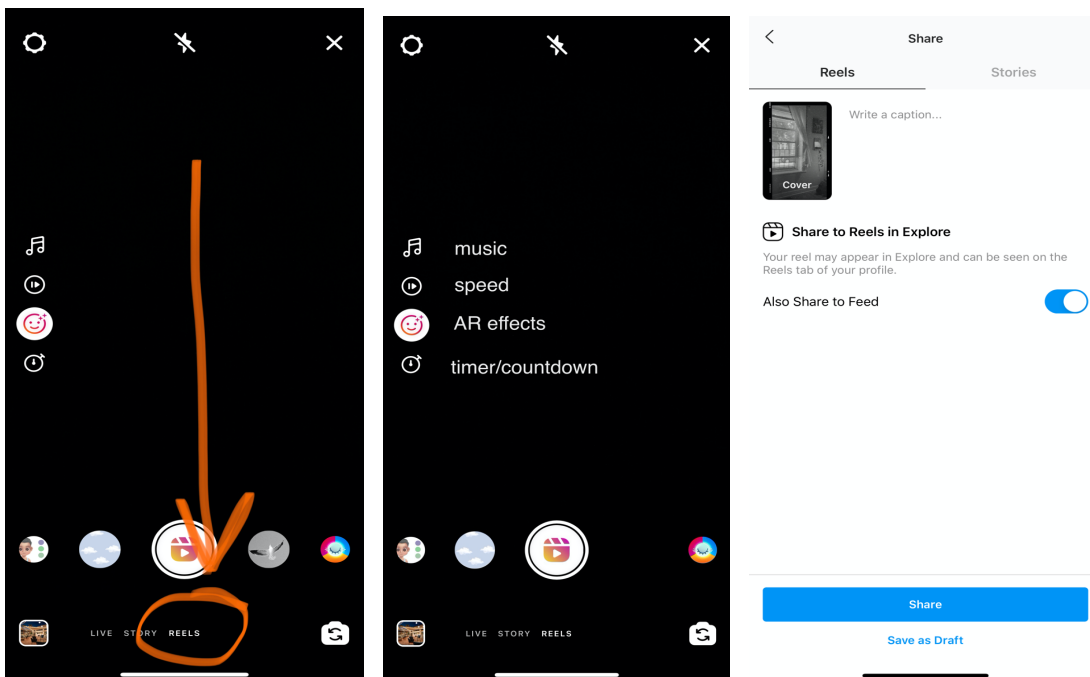 LIVE STORY REELS
music
speed
AR effects
timer/countdown
LIVE STORY REELS
Share
Reels Stories
Write a caption...
Cover
Share to Reels in Explore
Your reel may appear in Explore and can be seen on the
Reels tab of your profile.
Also Share to Feed
Share
Save as Draft